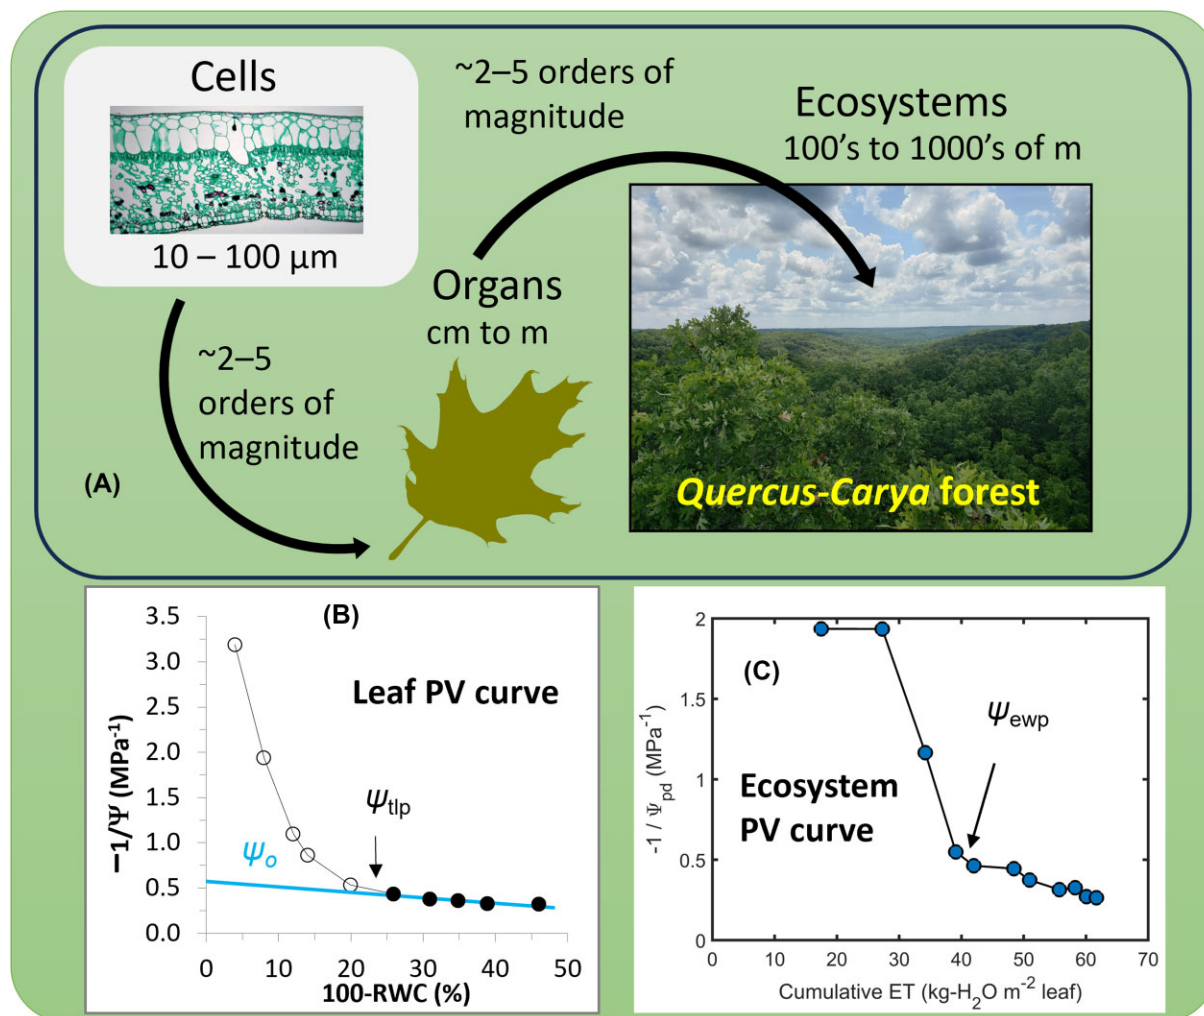 Cells
10 – 100 µm
~2–5 orders of
magnitude
Ecosystems
100's to 1000's of m
Organs
cm to m
~2–5
orders of
magnitude
(A)
Quercus-Carya forest
(B)
Leaf PV curve
−1/Ψ (MPa⁻¹)
3.5
3.0
2.5
2.0
1.5
1.0
0.5
0.0
ψₒ
ψtlp
0 10 20 30 40 50
100-RWC (%)
(C)
Ecosystem
PV curve
-1 / Ψpd (MPa⁻¹)
2
1.5
1
0.5
0
ψewp
0 10 20 30 40 50 60 70
Cumulative ET (kg-H₂O m⁻² leaf)